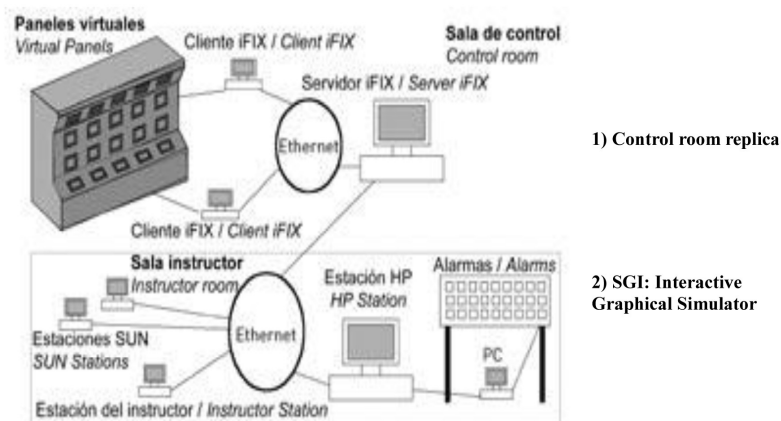 Paneles virtuales
Virtual Panels
Cliente iFIX / Client iFIX
Sala de control
Control room
Servidor iFIX / Server iFIX
Ethernet
1) Control room replica
Cliente iFIX / Client iFIX
Sala instructor
Instructor room
Estación HP
HP Station
Alarmas / Alarms
2) SGI: Interactive
Graphical Simulator
Estaciones SUN
SUN Stations
Ethernet
PC
Estación del instructor / Instructor Station